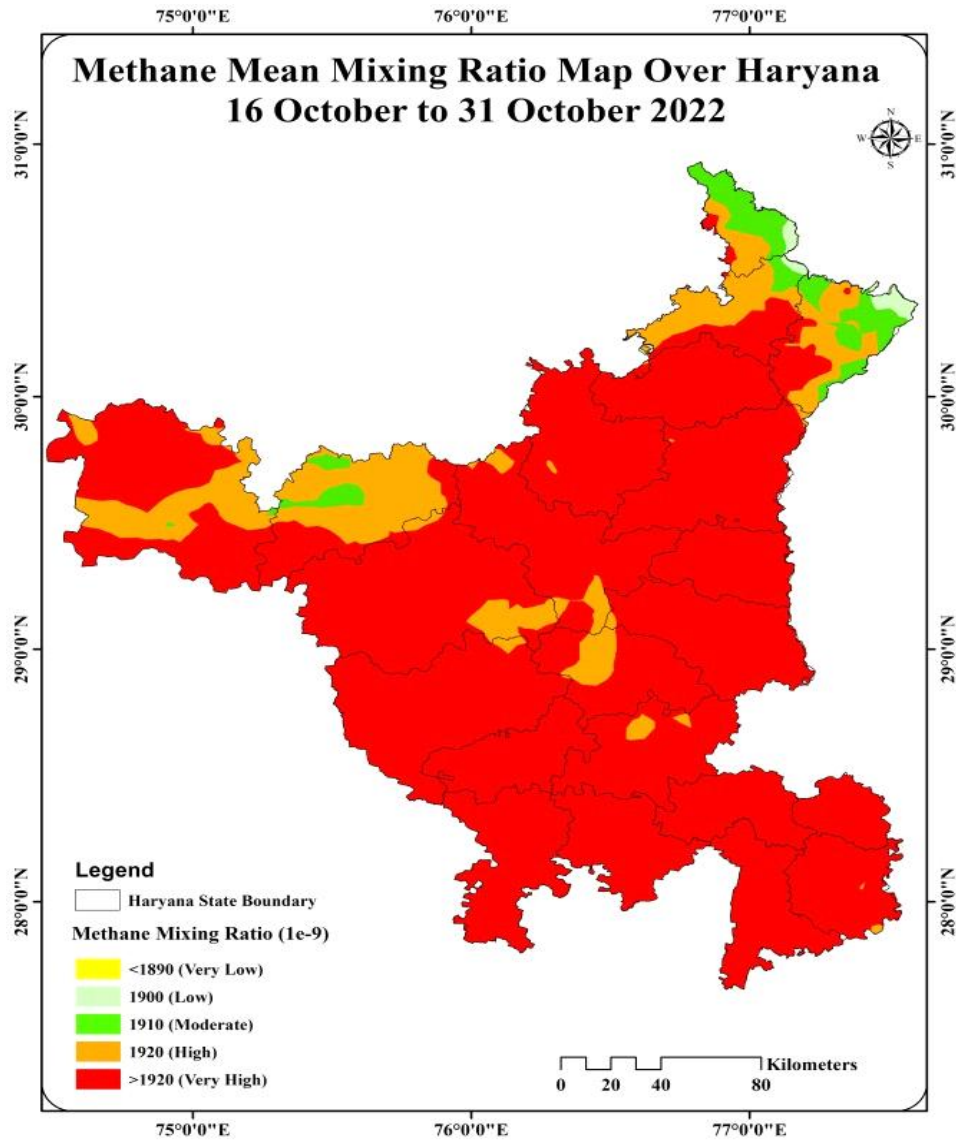 75°0'0"E 76°0'0"E 77°0'0"E
Methane Mean Mixing Ratio Map Over Haryana
16 October to 31 October 2022
N
W E
S
31°0'0"N 31°0'0"N
30°0'0"N 30°0'0"N
29°0'0"N 29°0'0"N
28°0'0"N 28°0'0"N
Legend
Haryana State Boundary
Methane Mixing Ratio (1e-9)
<1890 (Very Low)
1900 (Low)
1910 (Moderate)
1920 (High)
>1920 (Very High)
Kilometers
0 20 40 80
75°0'0"E 76°0'0"E 77°0'0"E